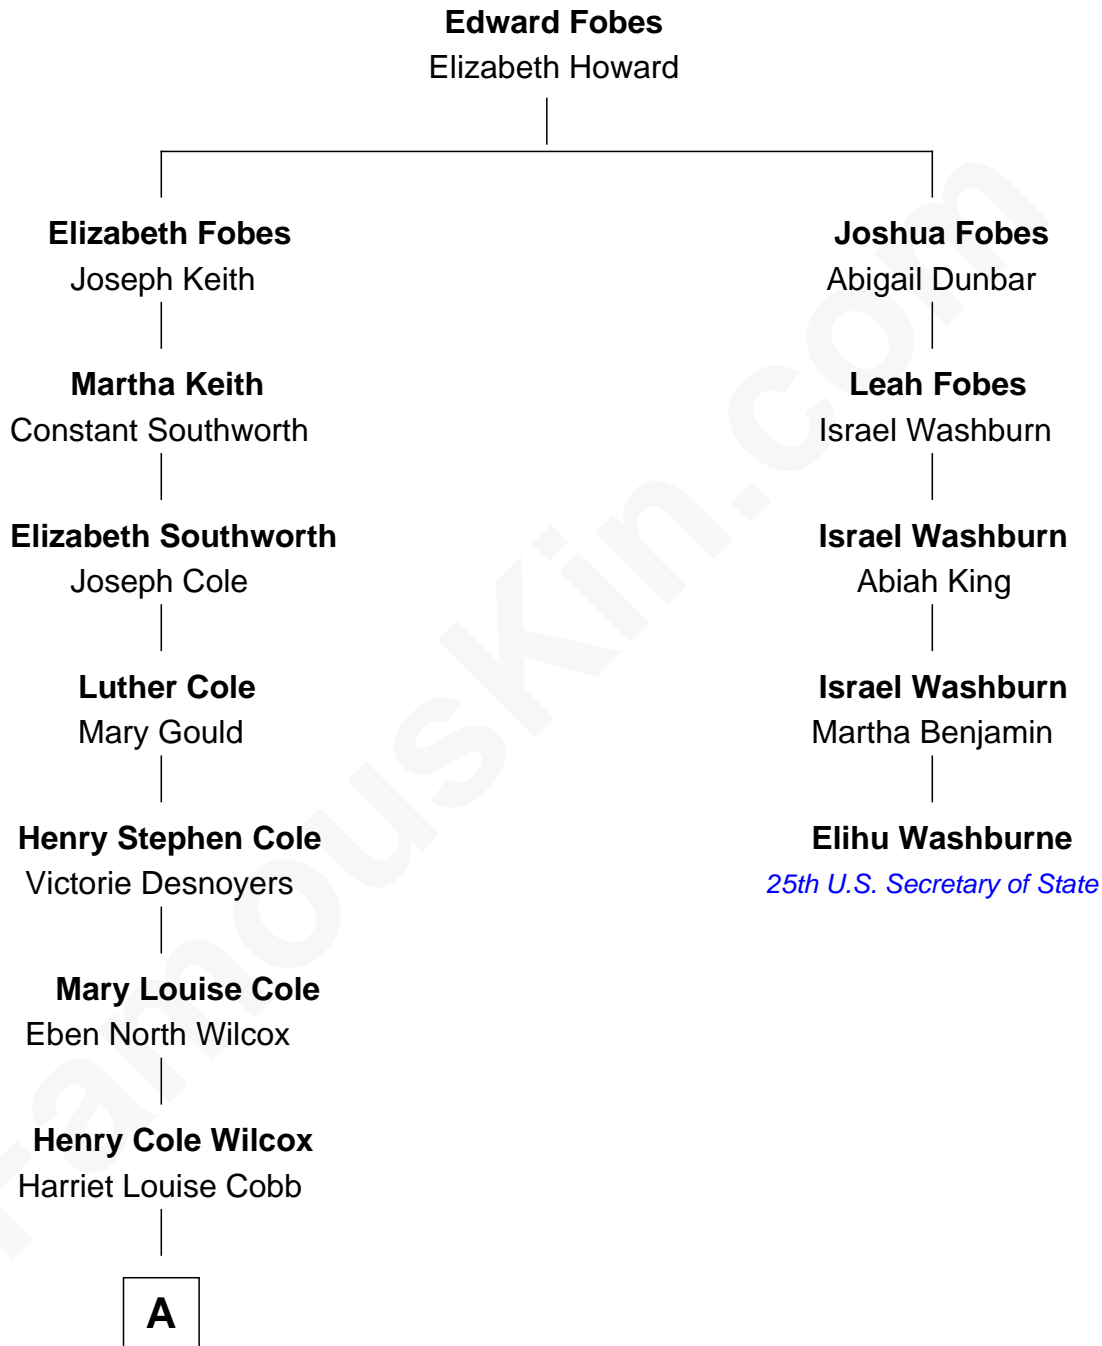 Edward Fobes
Elizabeth Howard
Elizabeth Fobes
Joseph Keith
Joshua Fobes
Abigail Dunbar
Martha Keith
Constant Southworth
Leah Fobes
Israel Washburn
Elizabeth Southworth
Joseph Cole
Israel Washburn
Abiah King
Luther Cole
Mary Gould
Israel Washburn
Martha Benjamin
Henry Stephen Cole
Victorie Desnoyers
Elihu Washburne
25th U.S. Secretary of State
Mary Louise Cole
Eben North Wilcox
Henry Cole Wilcox
Harriet Louise Cobb
A
FamousKin.com